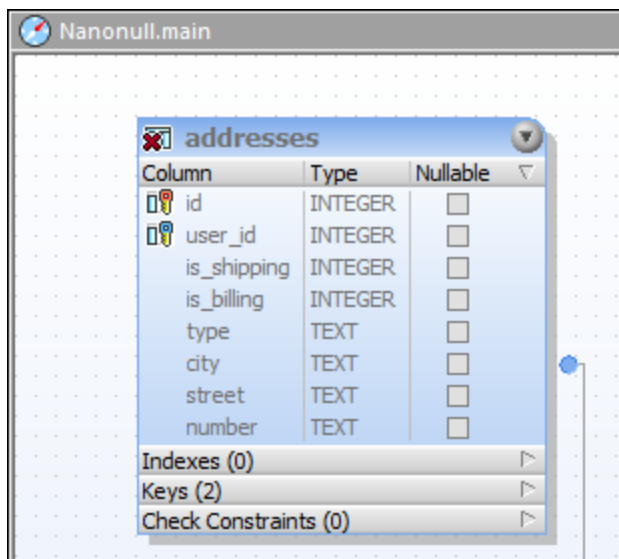 Nanonull.main
addresses
Column Type Nullable
id INTEGER
user_id INTEGER
is_shipping INTEGER
is_billing INTEGER
type TEXT
city TEXT
street TEXT
number TEXT
Indexes (0)
Keys (2)
Check Constraints (0)